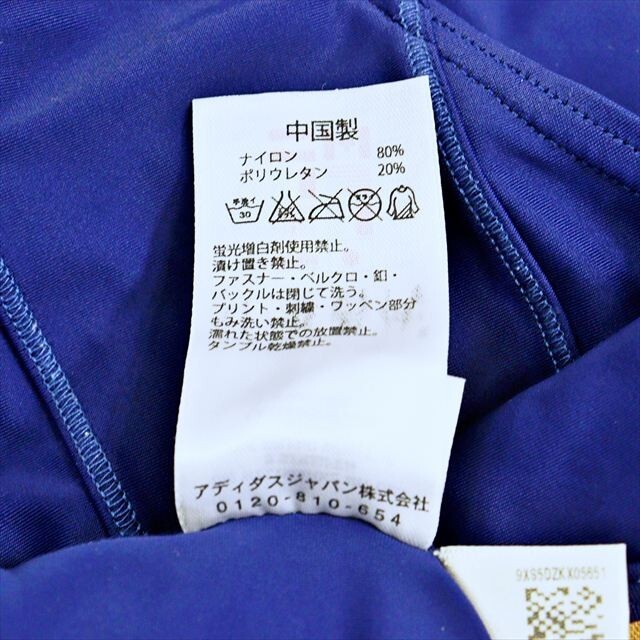 中国製
ナイロン 80%
ポリウレタン 20%
手洗イ
30
蛍光増白剤使用禁止。
漬け置き禁止。
ファスナー・ベルクロ・釦・
バックルは閉じて洗う。
プリント・刺繍・ワッペン部分
もみ洗い禁止。
濡れた状態での放置禁止。
タンブル乾燥禁止。
アディダスジャパン株式会社
0120-810-654